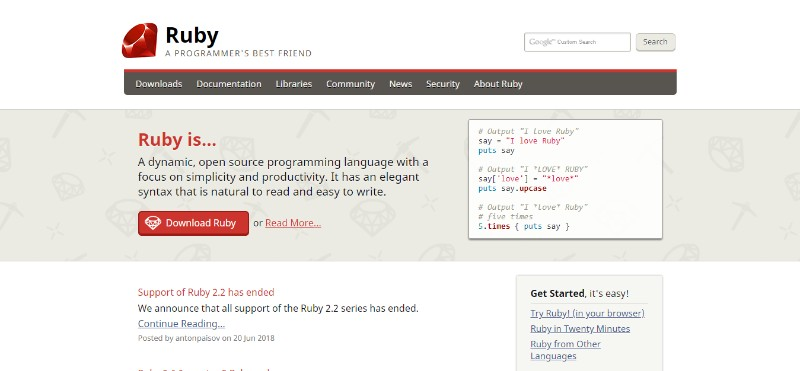 Ruby
A PROGRAMMER'S BEST FRIEND
Google™ Custom Search
Search
Downloads Documentation Libraries Community News Security About Ruby
Ruby is...
A dynamic, open source programming language with a
focus on simplicity and productivity. It has an elegant
syntax that is natural to read and easy to write.
Download Ruby or Read More...
# Output "I love Ruby"
say = "I love Ruby"
puts say
# Output "I *LOVE* RUBY"
say['love'] = "*love*"
puts say.upcase
# Output "I *love* Ruby"
# five times
5.times { puts say }
Support of Ruby 2.2 has ended
We announce that all support of the Ruby 2.2 series has ended.
Continue Reading...
Posted by antonpaisov on 20 Jun 2018
Get Started, it's easy!
Try Ruby! (in your browser)
Ruby in Twenty Minutes
Ruby from Other
Languages